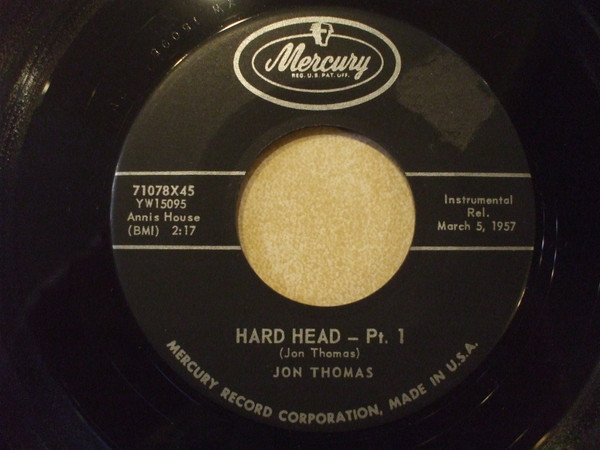 Mercury
REG. U.S. PAT. OFF.
71078X45
YW15095
Annis House
(BMI) 2:17
Instrumental
Rel.
March 5, 1957
HARD HEAD – Pt. 1
(Jon Thomas)
JON THOMAS
MERCURY RECORD CORPORATION, MADE IN U.S.A.